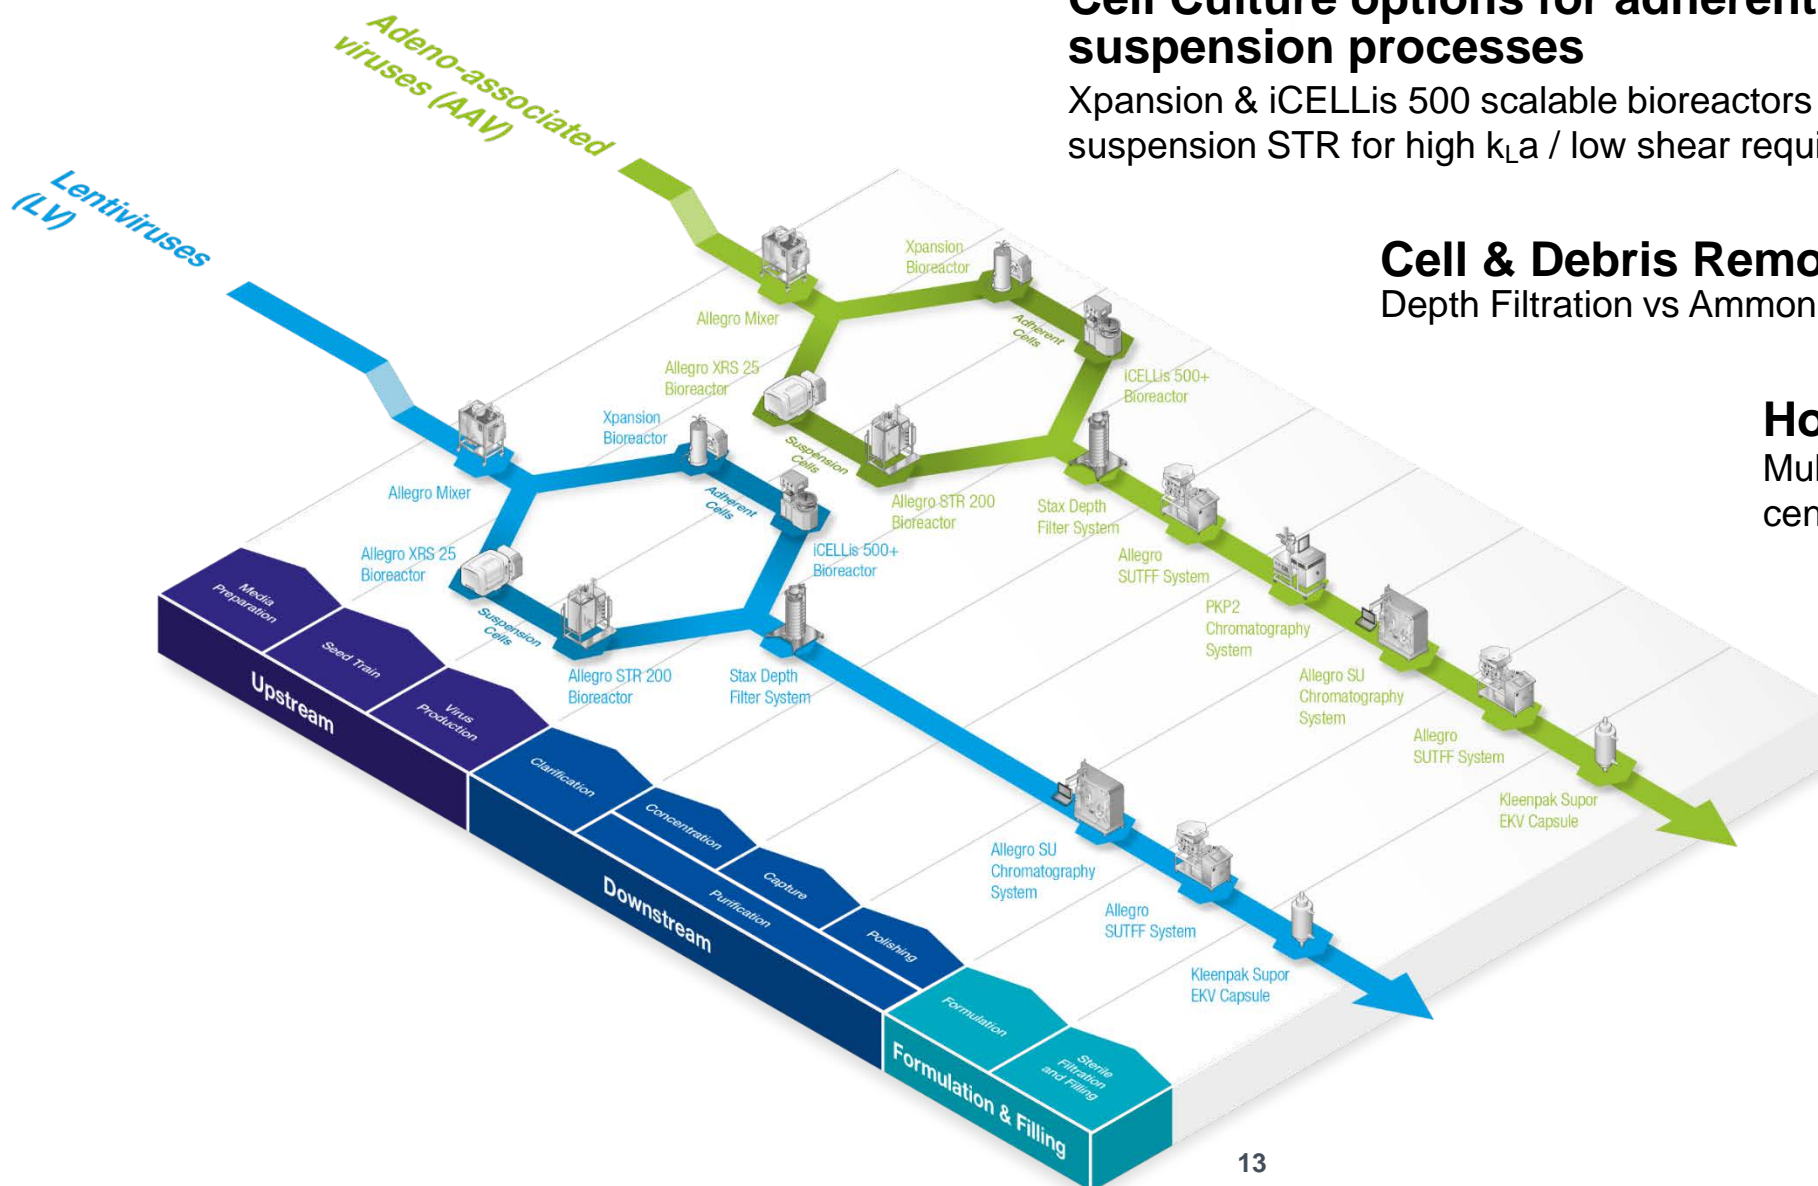 Cell Culture options for adherent
suspension processes
Xpansion & iCELLis 500 scalable bioreactors
suspension STR for high kLa / low shear
Cell & Debris
Depth Filtration vs
Adeno-associated
viruses (AAV)
Lentiviruses
(LV)
Allegro Mixer
Xpansion
Bioreactor
Adherent
Cells
iCELLis 500+
Bioreactor
Allegro XRS 25
Bioreactor
Suspension
Cells
Allegro STR 200
Bioreactor
Stax Depth
Filter System
Allegro
SUTFF System
PKP2
Chromatography
System
Allegro SU
Chromatography
System
Allegro
SUTFF System
Kleenpak Supor
EKV Capsule
Allegro Mixer
Xpansion
Bioreactor
Adherent
Cells
iCELLis 500+
Bioreactor
Allegro XRS 25
Bioreactor
Suspension
Cells
Allegro STR 200
Bioreactor
Stax Depth
Filter System
Allegro SU
Chromatography
System
Allegro
SUTFF System
Kleenpak Supor
EKV Capsule
Media
Preparation
Seed Train
Virus
Production
Upstream
Clarification
Concentration
Capture
Polishing
Purification
Downstream
Formulation
Sterile
Filtration
and Filling
Formulation & Filling
13